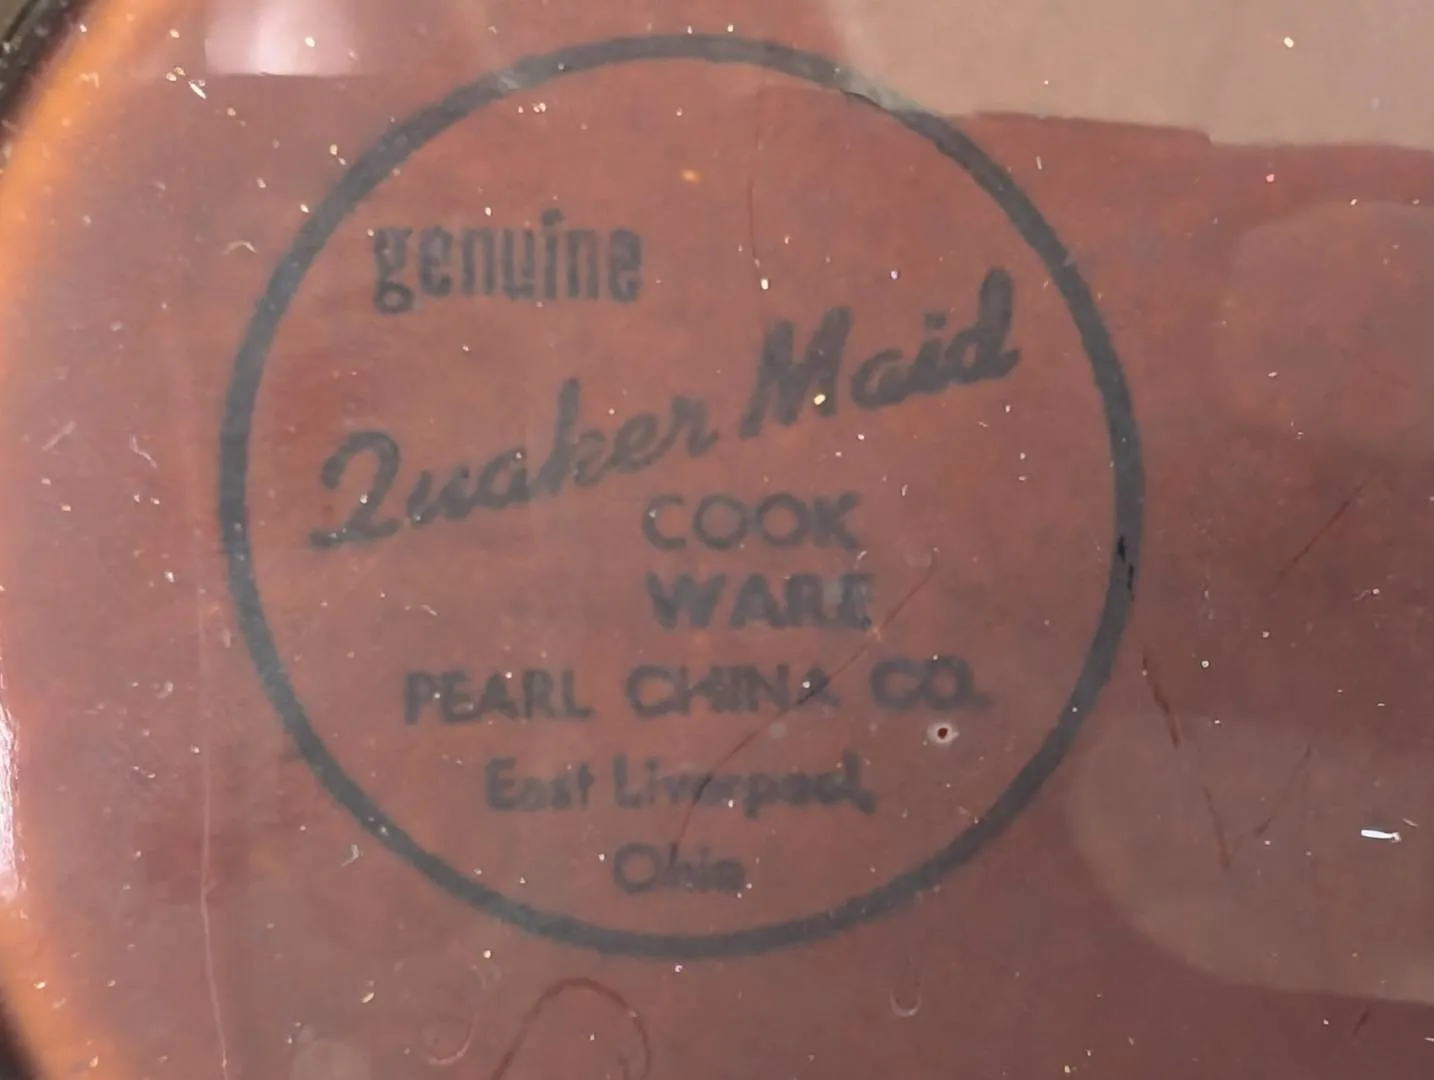 genuine
Quaker Maid
COOK
WARE
PEARL CHINA CO.
East Liverpool,
Ohio